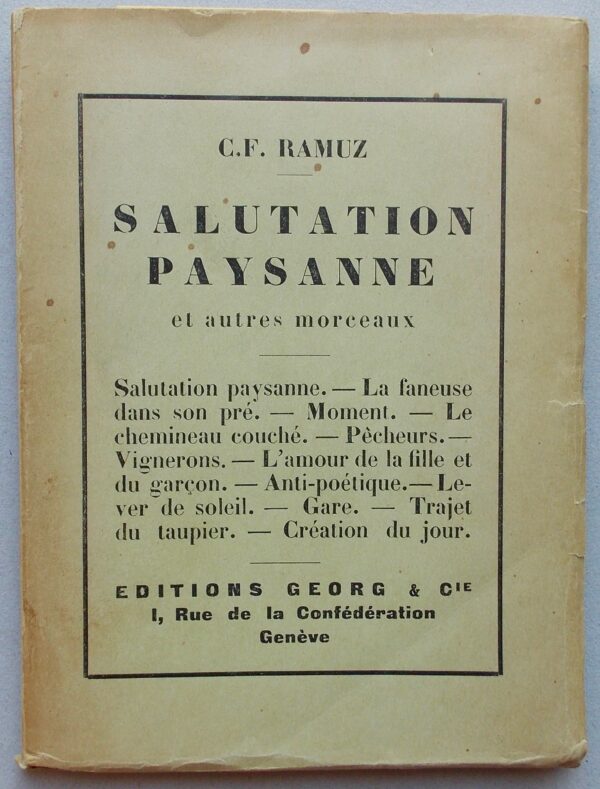 C.F. RAMUZ
SALUTATION
PAYSANNE
et autres morceaux
Salutation paysanne. — La faneuse
dans son pré. — Moment. — Le
chemineau couché. — Pêcheurs. —
Vignerons. — L'amour de la fille et
du garçon. — Anti-poétique. — Le-
ver de soleil. — Gare. — Trajet
du taupier. — Création du jour.
EDITIONS GEORG & CIE
1, Rue de la Confédération
Genève